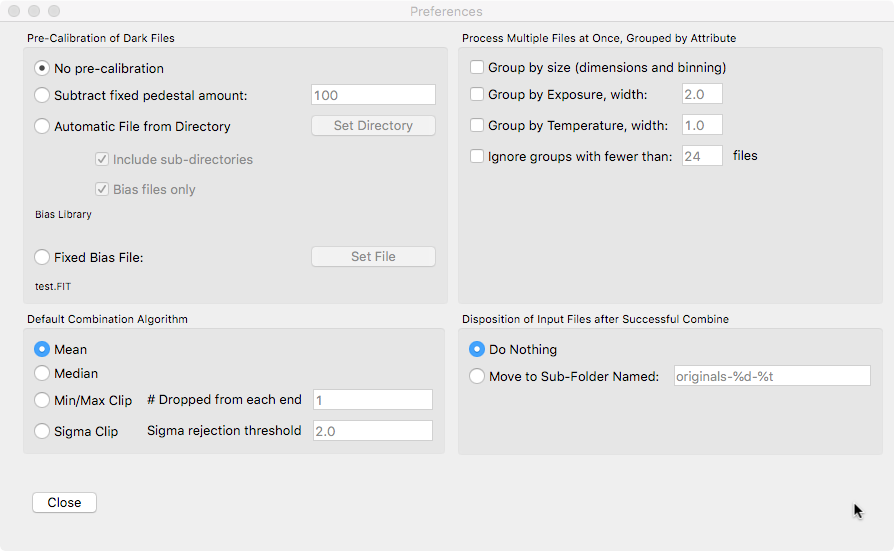 Preferences
Pre-Calibration of Dark Files
No pre-calibration
Subtract fixed pedestal amount: 100
Automatic File from Directory Set Directory
Include sub-directories
Bias files only
Bias Library
Fixed Bias File: Set File
test.FIT
Process Multiple Files at Once, Grouped by Attribute
Group by size (dimensions and binning)
Group by Exposure, width: 2.0
Group by Temperature, width: 1.0
Ignore groups with fewer than: 24 files
Default Combination Algorithm
Mean
Median
Min/Max Clip # Dropped from each end 1
Sigma Clip Sigma rejection threshold 2.0
Disposition of Input Files after Successful Combine
Do Nothing
Move to Sub-Folder Named: originals-%d-%t
Close